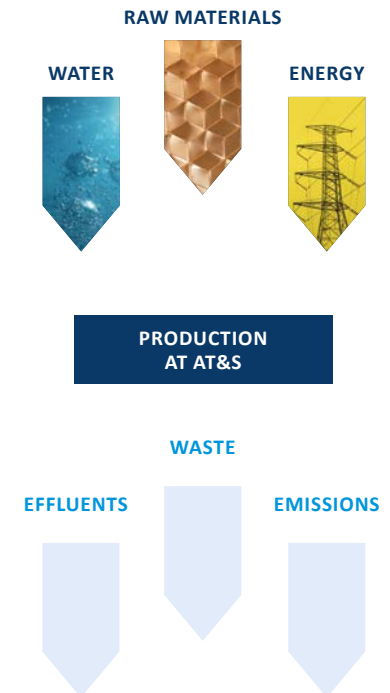 RAW MATERIALS
WATER
ENERGY
PRODUCTION
AT AT&S
WASTE
EFFLUENTS
EMISSIONS